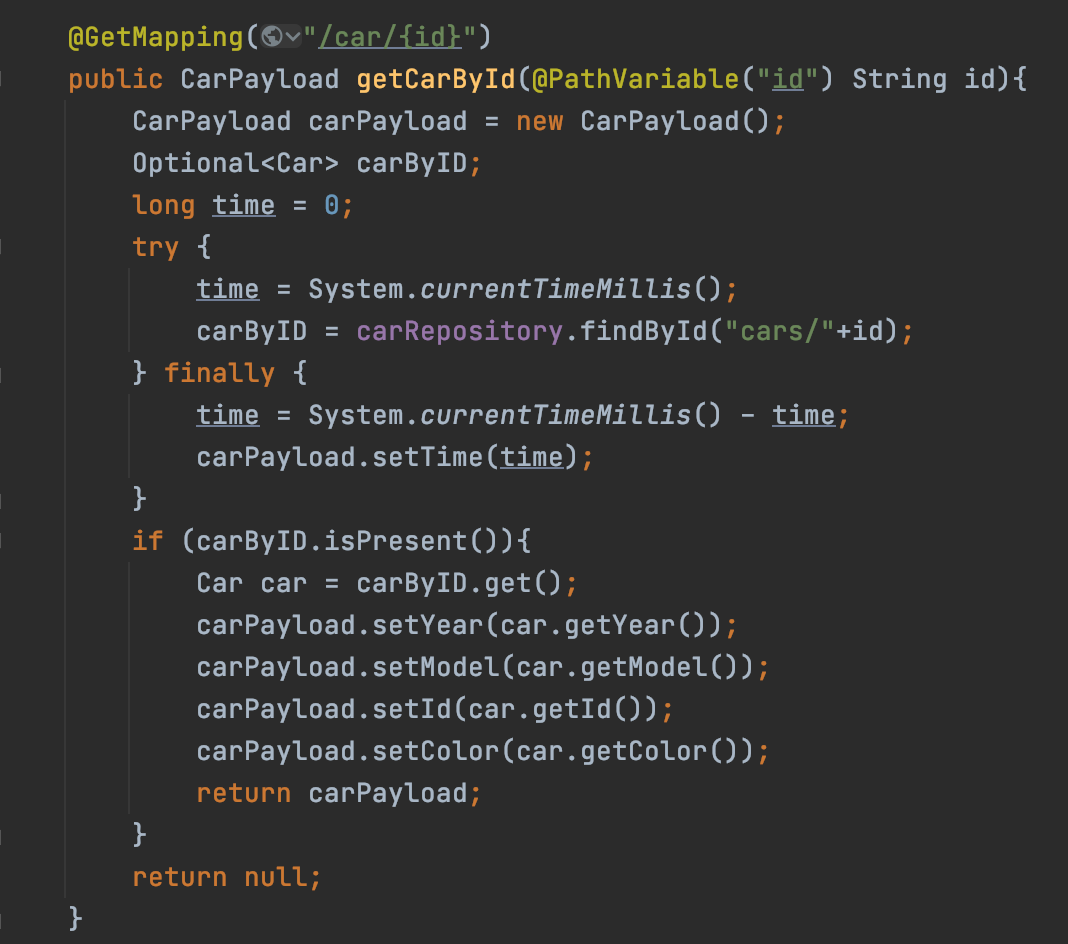 @GetMapping("/car/{id}")
public CarPayload getCarById(@PathVariable("id") String id){
    CarPayload carPayload = new CarPayload();
    Optional<Car> carByID;
    long time = 0;
    try {
        time = System.currentTimeMillis();
        carByID = carRepository.findById("cars/"+id);
    } finally {
        time = System.currentTimeMillis() - time;
        carPayload.setTime(time);
    }
    if (carByID.isPresent()){
        Car car = carByID.get();
        carPayload.setYear(car.getYear());
        carPayload.setModel(car.getModel());
        carPayload.setId(car.getId());
        carPayload.setColor(car.getColor());
        return carPayload;
    }
    return null;
}